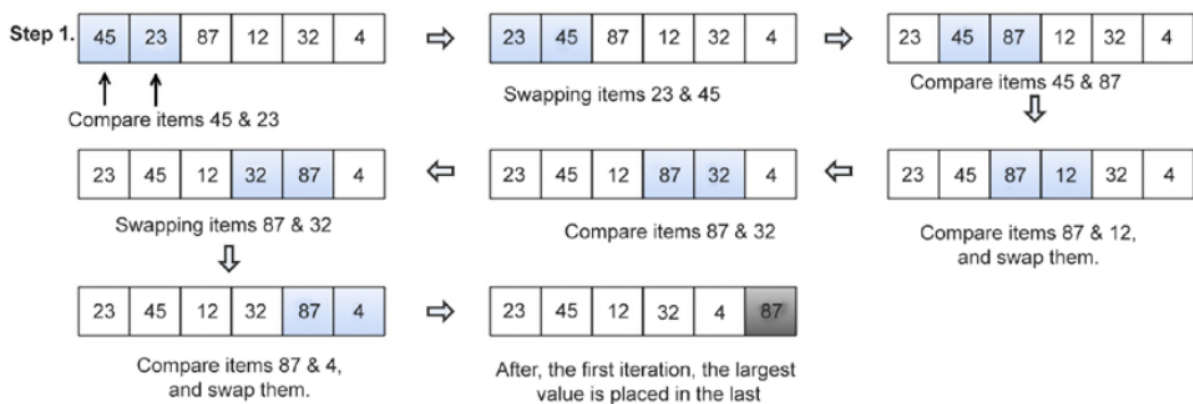 Step 1. 45 23 87 12 32 4
Compare items 45 & 23
23 45 87 12 32 4
Swapping items 23 & 45
23 45 87 12 32 4
Compare items 45 & 87
23 45 87 12 32 4
Compare items 87 & 12,
and swap them.
23 45 12 87 32 4
Compare items 87 & 32
23 45 12 32 87 4
Swapping items 87 & 32
23 45 12 32 87 4
Compare items 87 & 4,
and swap them.
23 45 12 32 4 87
After, the first iteration, the largest
value is placed in the last